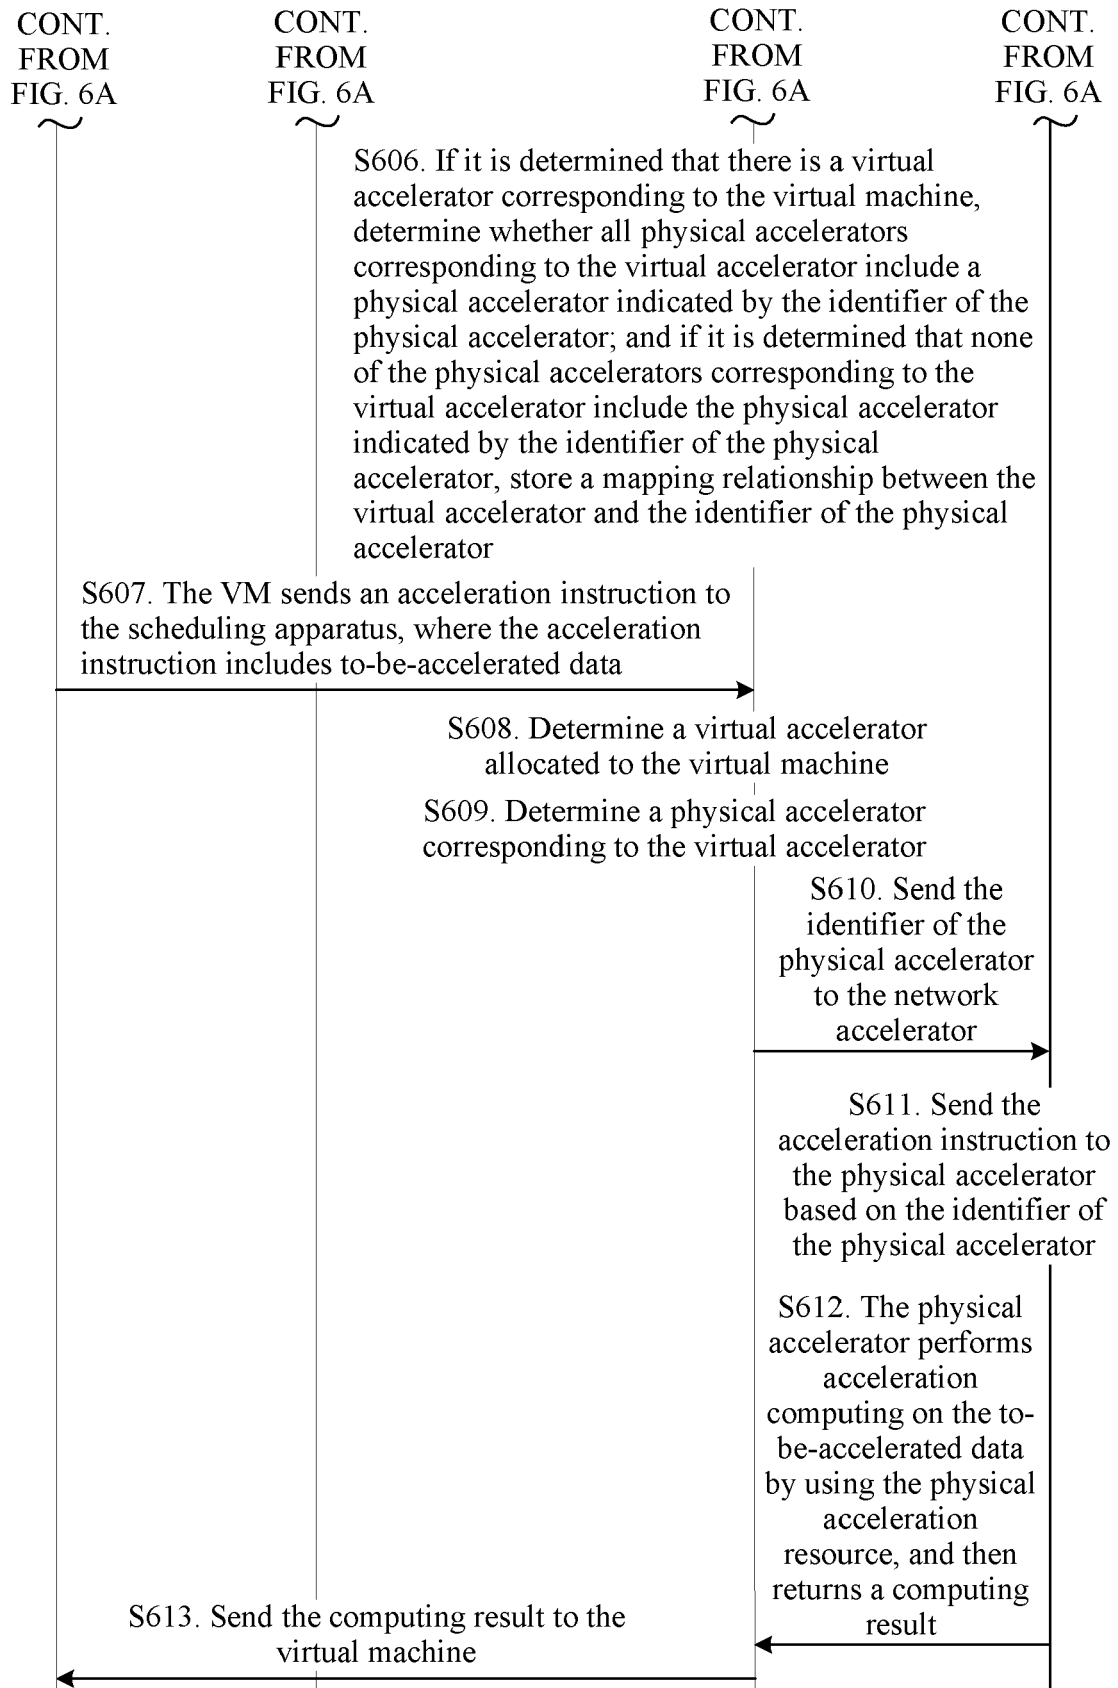 CONT.
FROM
FIG. 6A
CONT.
FROM
FIG. 6A
CONT.
FROM
FIG. 6A
CONT.
FROM
FIG. 6A
S606. If it is determined that there is a virtual
accelerator corresponding to the virtual machine,
determine whether all physical accelerators
corresponding to the virtual accelerator include a
physical accelerator indicated by the identifier of the
physical accelerator; and if it is determined that none
of the physical accelerators corresponding to the
virtual accelerator include the physical accelerator
indicated by the identifier of the physical
accelerator, store a mapping relationship between the
virtual accelerator and the identifier of the physical
accelerator
S607. The VM sends an acceleration instruction to
the scheduling apparatus, where the acceleration
instruction includes to-be-accelerated data
S608. Determine a virtual accelerator
allocated to the virtual machine
S609. Determine a physical accelerator
corresponding to the virtual accelerator
S610. Send the
identifier of the
physical accelerator
to the network
accelerator
S611. Send the
acceleration instruction to
the physical accelerator
based on the identifier of
the physical accelerator
S612. The physical
accelerator performs
acceleration
computing on the to-
be-accelerated data
by using the physical
acceleration
resource, and then
returns a computing
result
S613. Send the computing result to the
virtual machine